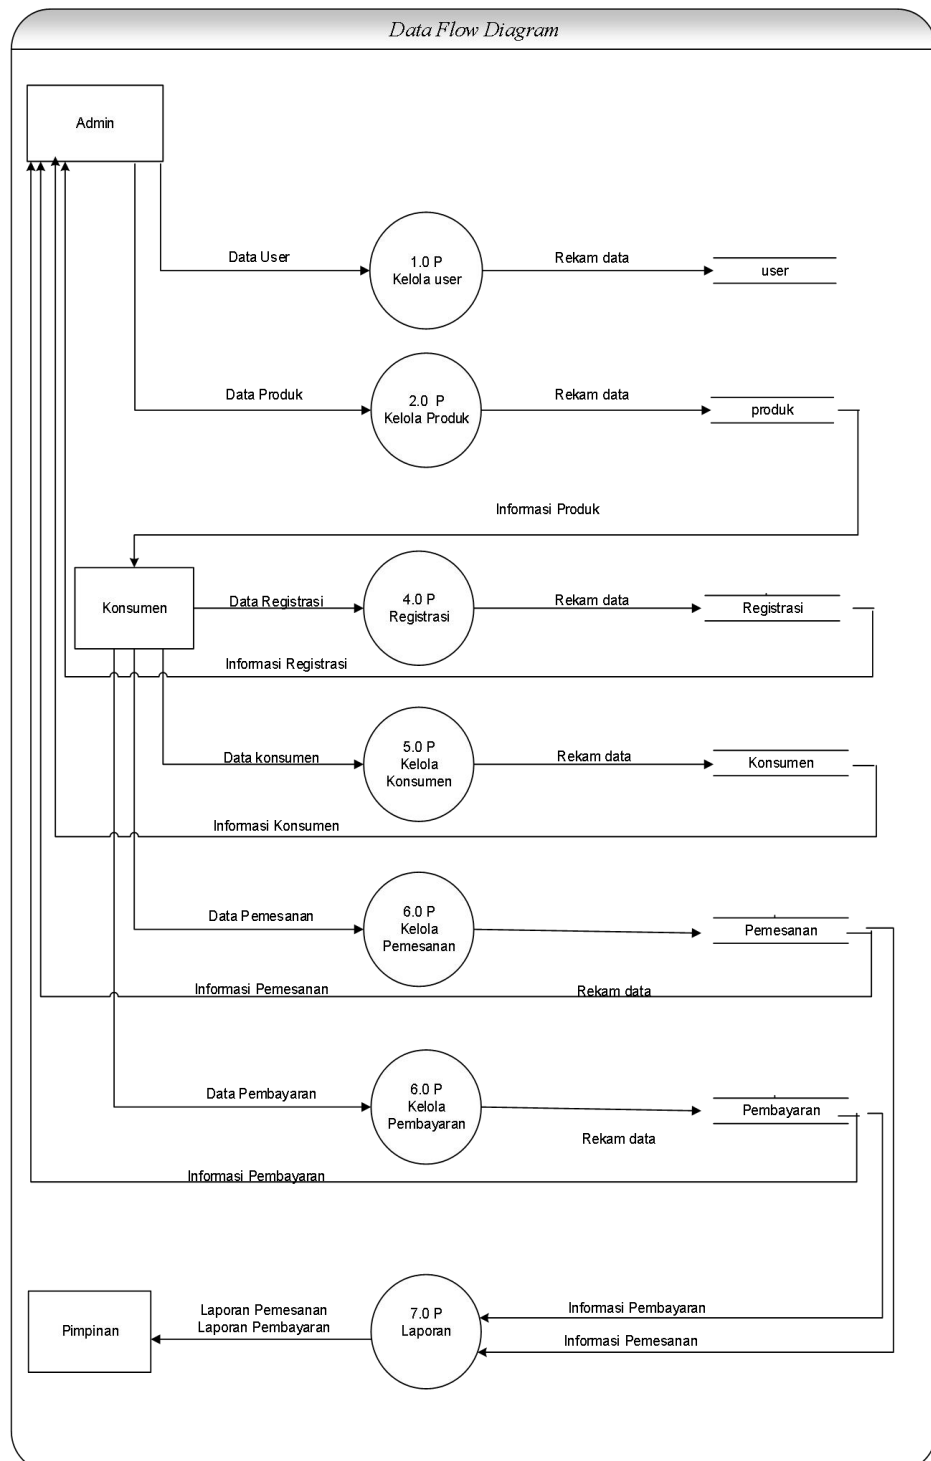 Data Flow Diagram
Admin
Data User
1.0 P
Kelola user
Rekam data
user
Data Produk
2.0  P
Kelola Produk
Rekam data
produk
Informasi Produk
Konsumen
Data Registrasi
4.0 P
Registrasi
Rekam data
Registrasi
Informasi Registrasi
Data konsumen
5.0 P
Kelola
Konsumen
Rekam data
Konsumen
Informasi Konsumen
Data Pemesanan
6.0 P
Kelola
Pemesanan
Pemesanan
Informasi Pemesanan
Rekam data
Data Pembayaran
6.0 P
Kelola
Pembayaran
Pembayaran
Rekam data
Informasi Pembayaran
Pimpinan
Laporan Pemesanan
Laporan Pembayaran
7.0 P
Laporan
Informasi Pembayaran
Informasi Pemesanan